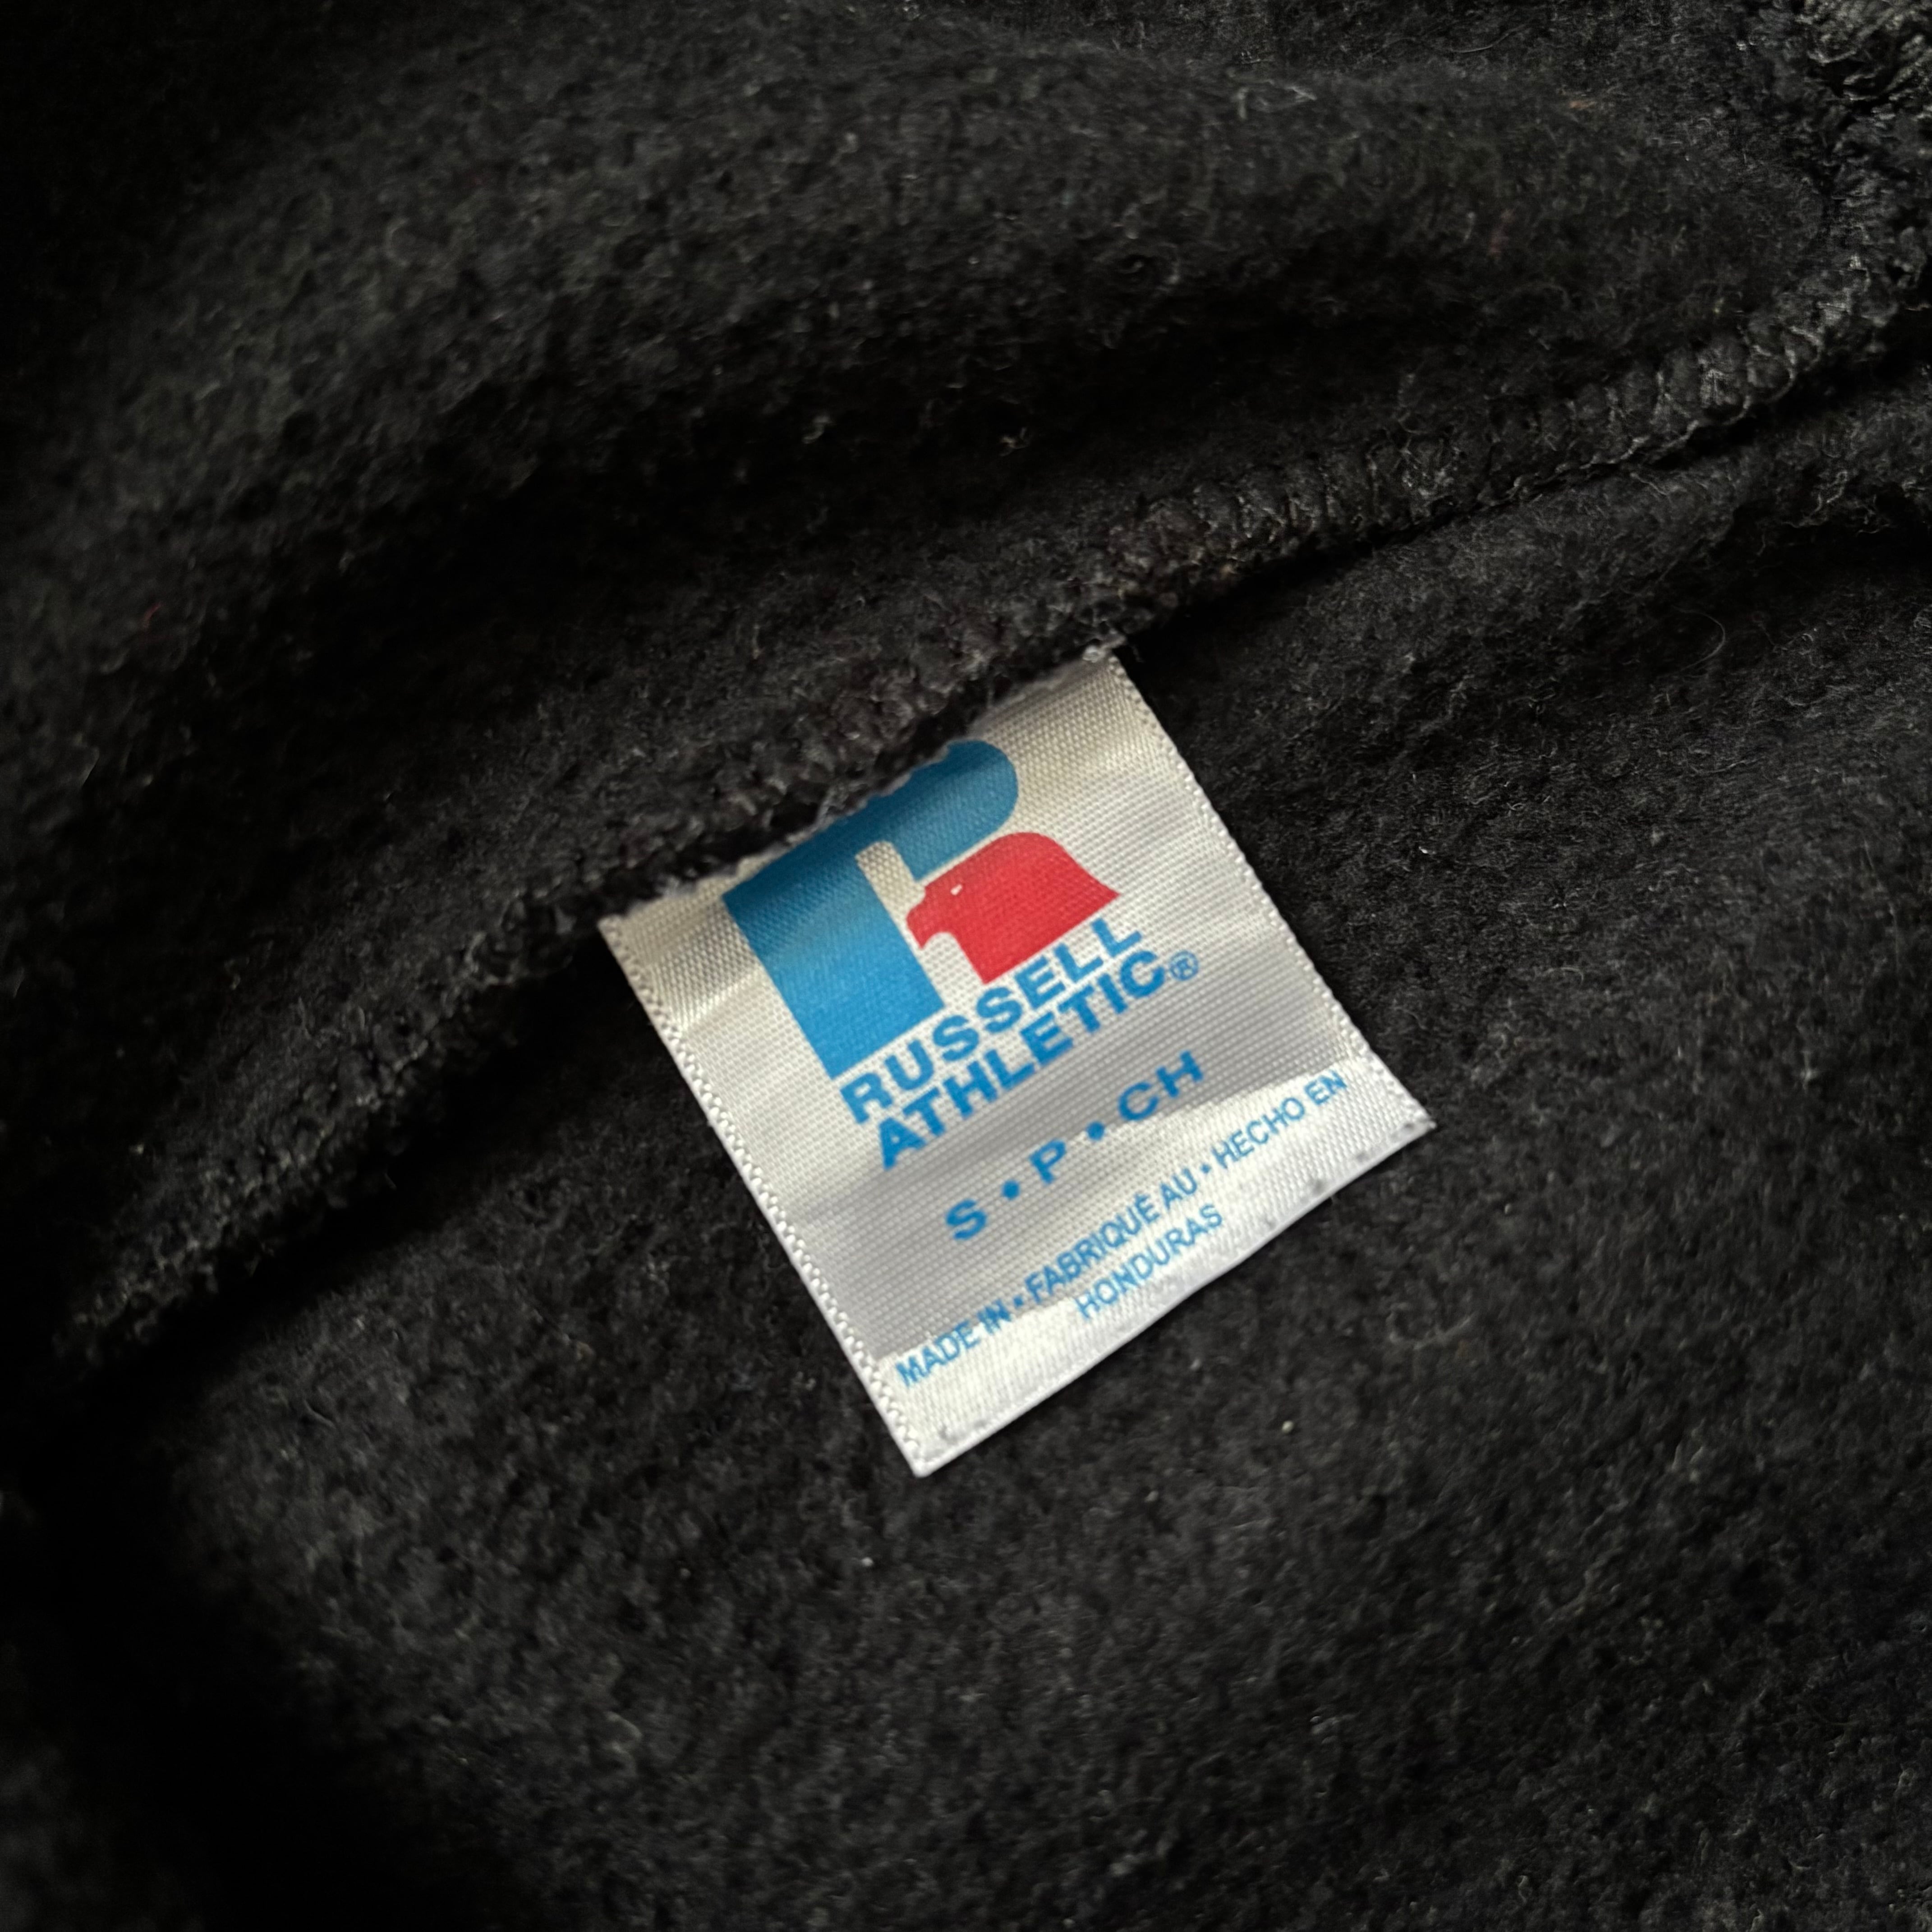 R
RUSSELL
ATHLETIC®
S • P • CH
MADE IN • FABRIQUÉ AU • HECHO EN
HONDURAS